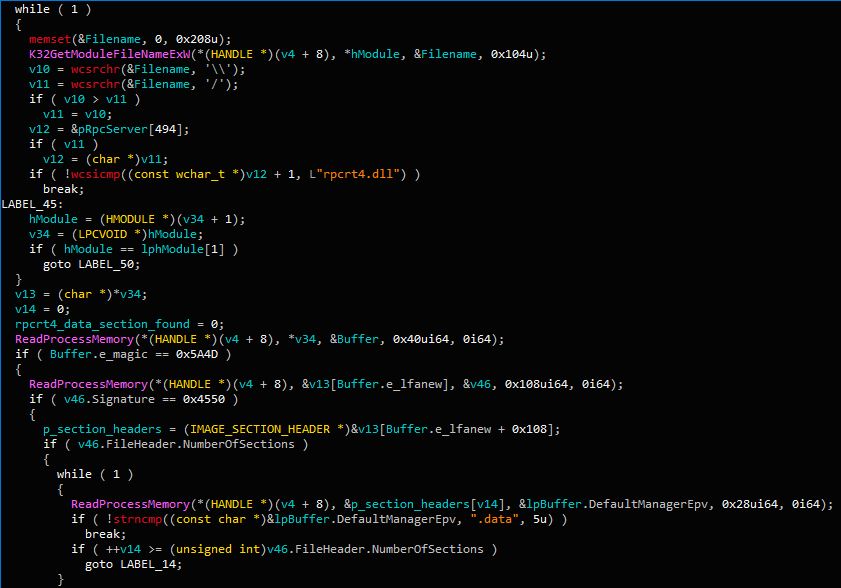 while ( 1 )
{
memset(&Filename, 0, 0x208u);
K32GetModuleFileNameExW(*(HANDLE *)(v4 + 8), *hModule, &Filename, 0x104u);
v10 = wcsrchr(&Filename, '\\');
v11 = wcsrchr(&Filename, '/');
if ( v10 > v11 )
v11 = v10;
v12 = &pRpcServer[494];
if ( v11 )
v12 = (char *)v11;
if ( !wcsicmp((const wchar_t *)v12 + 1, L"rpcrt4.dll") )
break;
LABEL_45:
hModule = (HMODULE *)(v34 + 1);
v34 = (LPCVOID *)hModule;
if ( hModule == lphModule[1] )
goto LABEL_50;
}
v13 = (char *)*v34;
v14 = 0;
rpcrt4_data_section_found = 0;
ReadProcessMemory(*(HANDLE *)(v4 + 8), *v34, &Buffer, 0x40ui64, 0i64);
if ( Buffer.e_magic == 0x5A4D )
{
ReadProcessMemory(*(HANDLE *)(v4 + 8), &v13[Buffer.e_lfanew], &v46, 0x108ui64, 0i64);
if ( v46.Signature == 0x4550 )
{
p_section_headers = (IMAGE_SECTION_HEADER *)&v13[Buffer.e_lfanew + 0x108];
if ( v46.FileHeader.NumberOfSections )
{
while ( 1 )
{
ReadProcessMemory(*(HANDLE *)(v4 + 8), &p_section_headers[v14], &lpBuffer.DefaultManagerEpv, 0x28ui64, 0i64);
if ( !strncmp((const char *)&lpBuffer.DefaultManagerEpv, ".data", 5u) )
break;
if ( ++v14 >= (unsigned int)v46.FileHeader.NumberOfSections )
goto LABEL_14;
}